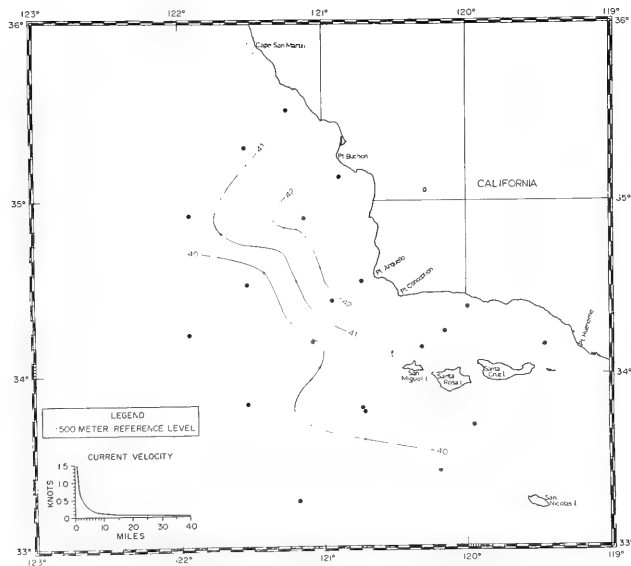 123° 122° 121° 120° 119°
36° 36°
Cape San Martin
41
Pt Buchon
42
CALIFORNIA
35° 35°
40
Pt Arguello
Pt Conception
42
41
Pt Hueneme
34° 34°
San Miguel I.
Santa Rosa I.
Santa Cruz I.
LEGEND
500 METER REFERENCE LEVEL
40
CURRENT VELOCITY
KNOTS
1.5
1.0
0.5
0
0 10 20 30 40
MILES
San Nicolas I.
33° 33°
123° 122° 121° 120° 119°